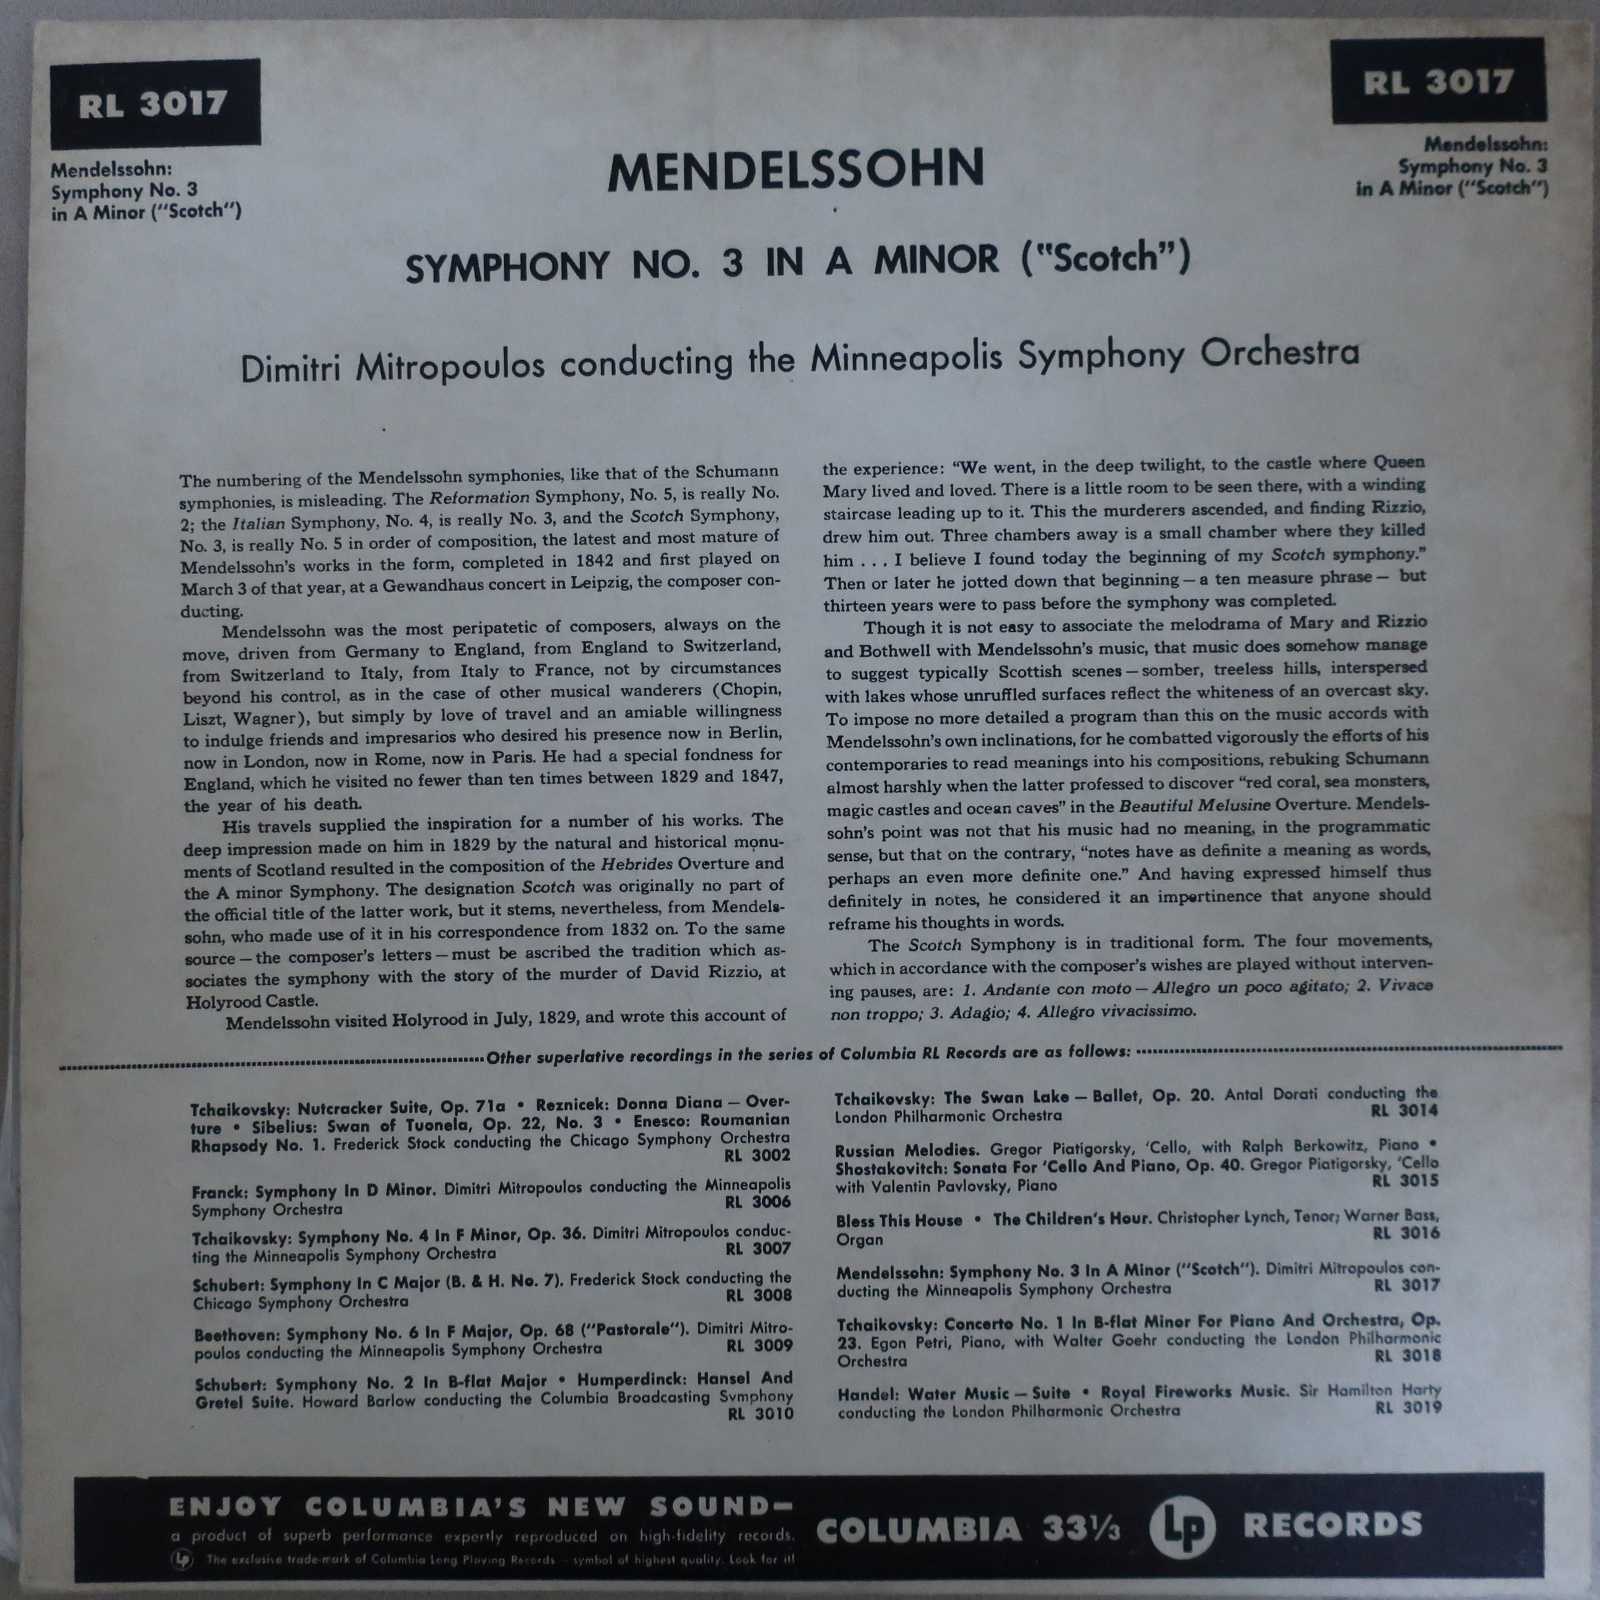 RL 3017
RL 3017
Mendelssohn:
Symphony No. 3
in A Minor ("Scotch")
Mendelssohn:
Symphony No. 3
in A Minor ("Scotch")
MENDELSSOHN
SYMPHONY NO. 3 IN A MINOR ("Scotch")
Dimitri Mitropoulos conducting the Minneapolis Symphony Orchestra
The numbering of the Mendelssohn symphonies, like that of the Schumann
symphonies, is misleading. The Reformation Symphony, No. 5, is really No.
2; the Italian Symphony, No. 4, is really No. 3, and the Scotch Symphony,
No. 3, is really No. 5 in order of composition, the latest and most mature of
Mendelssohn's works in the form, completed in 1842 and first played on
March 3 of that year, at a Gewandhaus concert in Leipzig, the composer con-
ducting.
Mendelssohn was the most peripatetic of composers, always on the
move, driven from Germany to England, from England to Switzerland,
from Switzerland to Italy, from Italy to France, not by circumstances
beyond his control, as in the case of other musical wanderers (Chopin,
Liszt, Wagner), but simply by love of travel and an amiable willingness
to indulge friends and impresarios who desired his presence now in Berlin,
now in London, now in Rome, now in Paris. He had a special fondness for
England, which he visited no fewer than ten times between 1829 and 1847,
the year of his death.
His travels supplied the inspiration for a number of his works. The
deep impression made on him in 1829 by the natural and historical monu-
ments of Scotland resulted in the composition of the Hebrides Overture and
the A minor Symphony. The designation Scotch was originally no part of
the official title of the latter work, but it stems, nevertheless, from Mendels-
sohn, who made use of it in his correspondence from 1832 on. To the same
source — the composer's letters — must be ascribed the tradition which as-
sociates the symphony with the story of the murder of David Rizzio, at
Holyrood Castle.
Mendelssohn visited Holyrood in July, 1829, and wrote this account of
the experience: "We went, in the deep twilight, to the castle where Queen
Mary lived and loved. There is a little room to be seen there, with a winding
staircase leading up to it. This the murderers ascended, and finding Rizzio,
drew him out. Three chambers away is a small chamber where they killed
him . . . I believe I found today the beginning of my Scotch symphony."
Then or later he jotted down that beginning — a ten measure phrase — but
thirteen years were to pass before the symphony was completed.
Though it is not easy to associate the melodrama of Mary and Rizzio
and Bothwell with Mendelssohn's music, that music does somehow manage
to suggest typically Scottish scenes — somber, treeless hills, interspersed
with lakes whose unruffled surfaces reflect the whiteness of an overcast sky.
To impose no more detailed a program than this on the music accords with
Mendelssohn's own inclinations, for he combatted vigorously the efforts of his
contemporaries to read meanings into his compositions, rebuking Schumann
almost harshly when the latter professed to discover "red coral, sea monsters,
magic castles and ocean caves" in the Beautiful Melusine Overture. Mendels-
sohn's point was not that his music had no meaning, in the programmatic
sense, but that on the contrary, "notes have as definite a meaning as words,
perhaps an even more definite one." And having expressed himself thus
definitely in notes, he considered it an impertinence that anyone should
reframe his thoughts in words.
The Scotch Symphony is in traditional form. The four movements,
which in accordance with the composer's wishes are played without interven-
ing pauses, are: 1. Andante con moto — Allegro un poco agitato; 2. Vivace
non troppo; 3. Adagio; 4. Allegro vivacissimo.
Other superlative recordings in the series of Columbia RL Records are as follows:
Tchaikovsky: Nutcracker Suite, Op. 71a • Reznicek: Donna Diana — Over-
ture • Sibelius: Swan of Tuonela, Op. 22, No. 3 • Enesco: Roumanian
Rhapsody No. 1. Frederick Stock conducting the Chicago Symphony Orchestra
RL 3002
Franck: Symphony In D Minor. Dimitri Mitropoulos conducting the Minneapolis
Symphony Orchestra RL 3006
Tchaikovsky: Symphony No. 4 In F Minor, Op. 36. Dimitri Mitropoulos conduc-
ting the Minneapolis Symphony Orchestra RL 3007
Schubert: Symphony In C Major (B. & H. No. 7). Frederick Stock conducting the
Chicago Symphony Orchestra RL 3008
Beethoven: Symphony No. 6 In F Major, Op. 68 ("Pastorale"). Dimitri Mitro-
poulos conducting the Minneapolis Symphony Orchestra RL 3009
Schubert: Symphony No. 2 In B-flat Major • Humperdinck: Hansel And
Gretel Suite. Howard Barlow conducting the Columbia Broadcasting Symphony
RL 3010
Tchaikovsky: The Swan Lake — Ballet, Op. 20. Antal Dorati conducting the
London Philharmonic Orchestra RL 3014
Russian Melodies. Gregor Piatigorsky, 'Cello, with Ralph Berkowitz, Piano •
Shostakovitch: Sonata For 'Cello And Piano, Op. 40. Gregor Piatigorsky, 'Cello
with Valentin Pavlovsky, Piano RL 3015
Bless This House • The Children's Hour. Christopher Lynch, Tenor; Warner Bass,
Organ RL 3016
Mendelssohn: Symphony No. 3 In A Minor ("Scotch"). Dimitri Mitropoulos con-
ducting the Minneapolis Symphony Orchestra RL 3017
Tchaikovsky: Concerto No. 1 In B-flat Minor For Piano And Orchestra, Op.
23. Egon Petri, Piano, with Walter Goehr conducting the London Philharmonic
Orchestra RL 3018
Handel: Water Music — Suite • Royal Fireworks Music. Sir Hamilton Harty
conducting the London Philharmonic Orchestra RL 3019
ENJOY COLUMBIA'S NEW SOUND—
a product of superb performance expertly reproduced on high-fidelity records.
Lp The exclusive trade-mark of Columbia Long Playing Records — symbol of highest quality. Look for it!
COLUMBIA 33⅓ Lp RECORDS